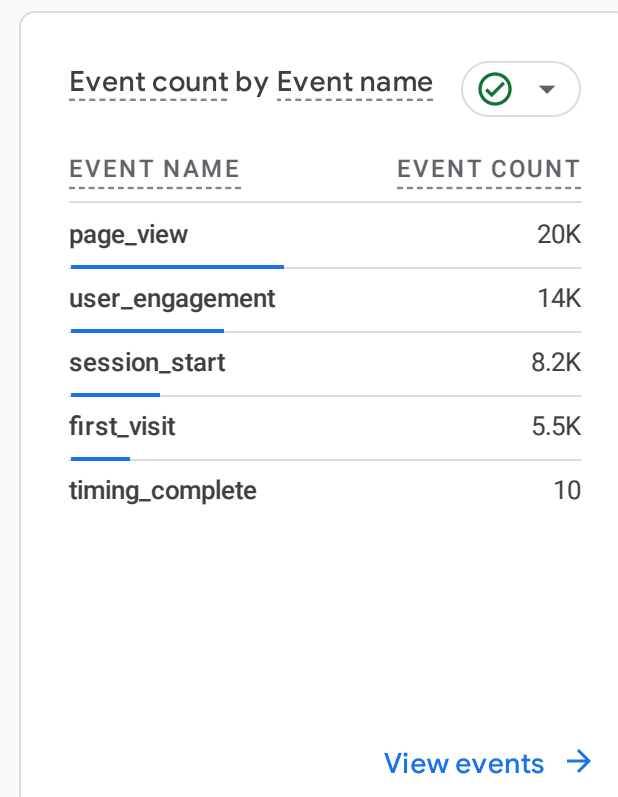 Event count by Event name
EVENT NAME EVENT COUNT
page_view 20K
user_engagement 14K
session_start 8.2K
first_visit 5.5K
timing_complete 10
View events